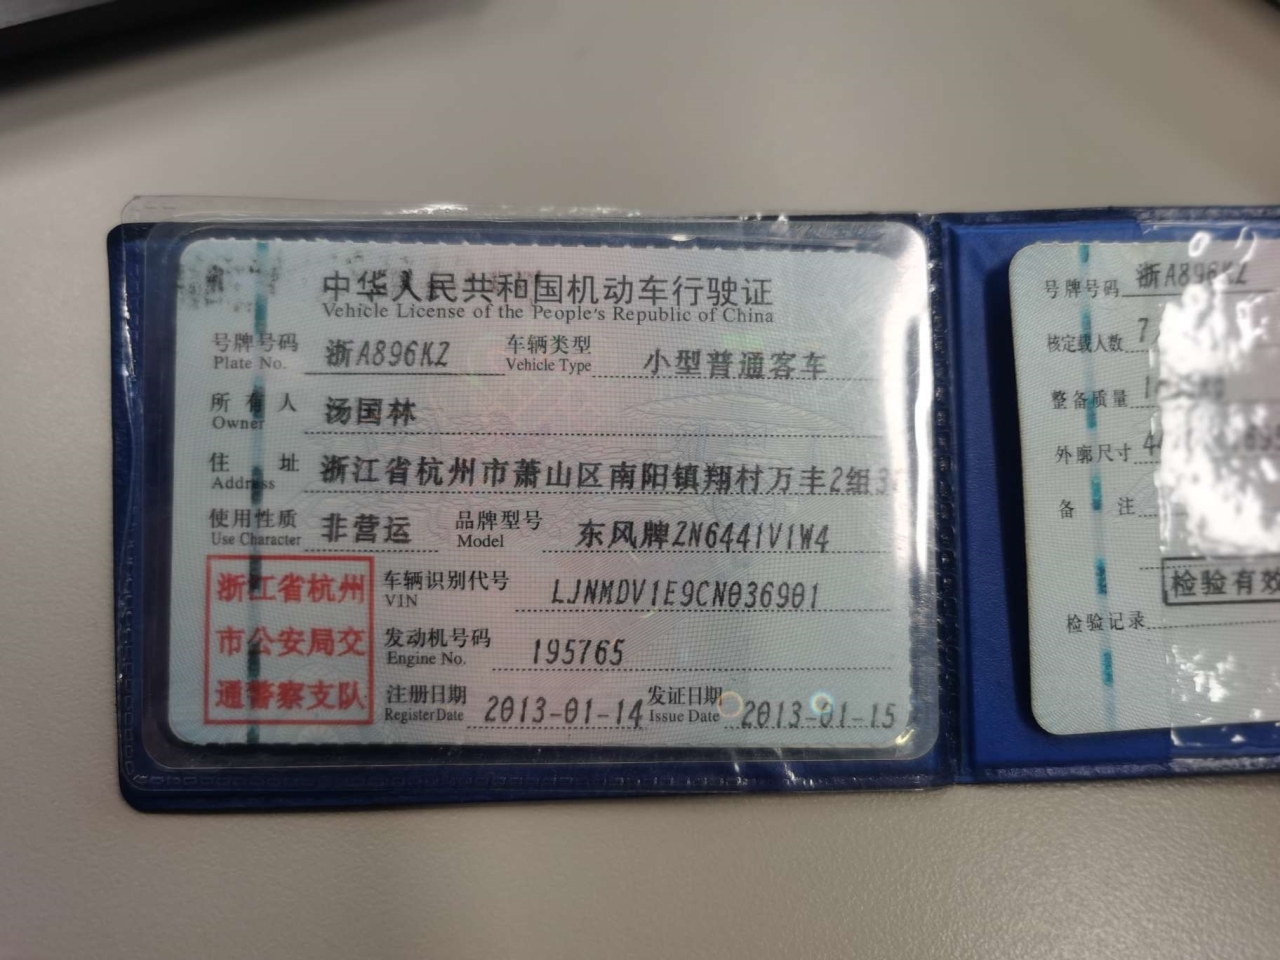 中华人民共和国机动车行驶证
Vehicle License of the People's Republic of China
号牌号码 浙A896KZ 车辆类型 小型普通客车
Plate No. Vehicle Type
所有人 汤国林
Owner
住址 浙江省杭州市萧山区南阳镇翔村万丰2组
Address
使用性质 非营运 品牌型号 东风牌ZN6441V1W4
Use Character Model
浙江省杭州
市公安局交
通警察支队
车辆识别代号 LJNMDV1E9CN036901
VIN
发动机号码 195765
Engine No.
注册日期 2013-01-14 发证日期 2013-01-15
Register Date Issue Date
号牌号码 浙A896KZ
核定载人数 7
整备质量
外廓尺寸
备注
检验有效
检验记录